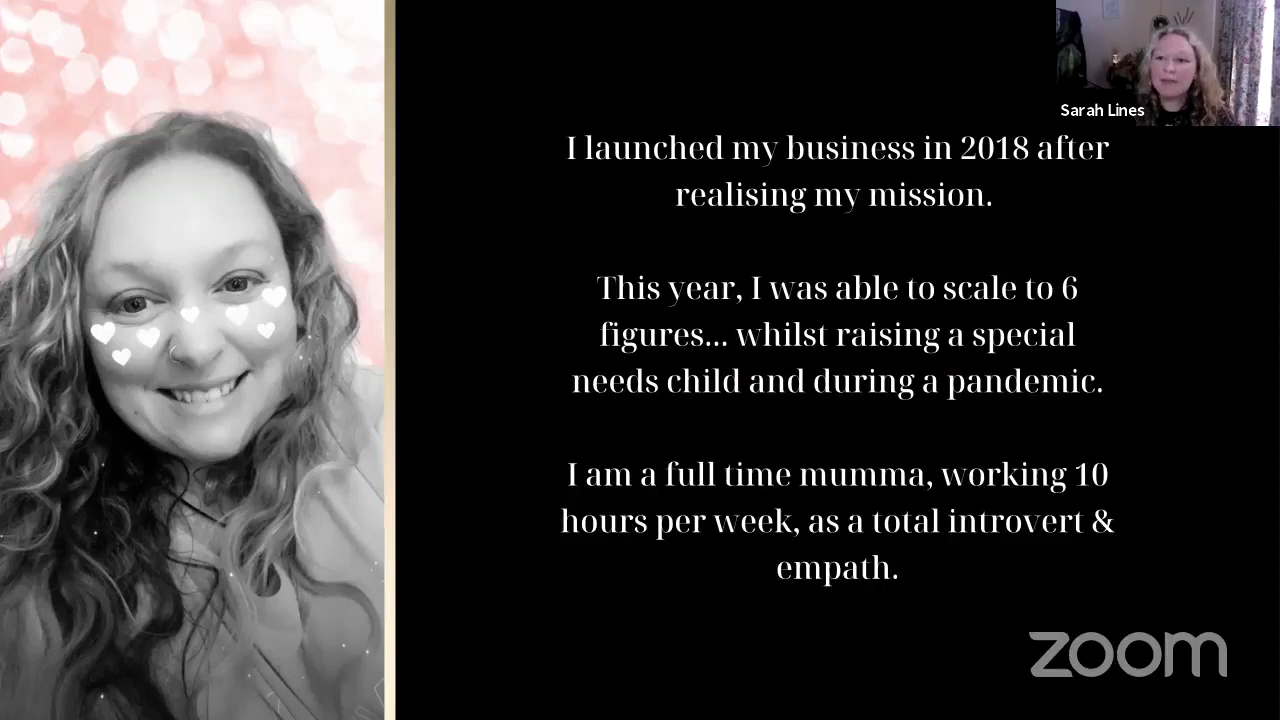 Sarah Lines
I launched my business in 2018 after
realising my mission.
This year, I was able to scale to 6
figures... whilst raising a special
needs child and during a pandemic.
I am a full time mumma, working 10
hours per week, as a total introvert &
empath.
zoom